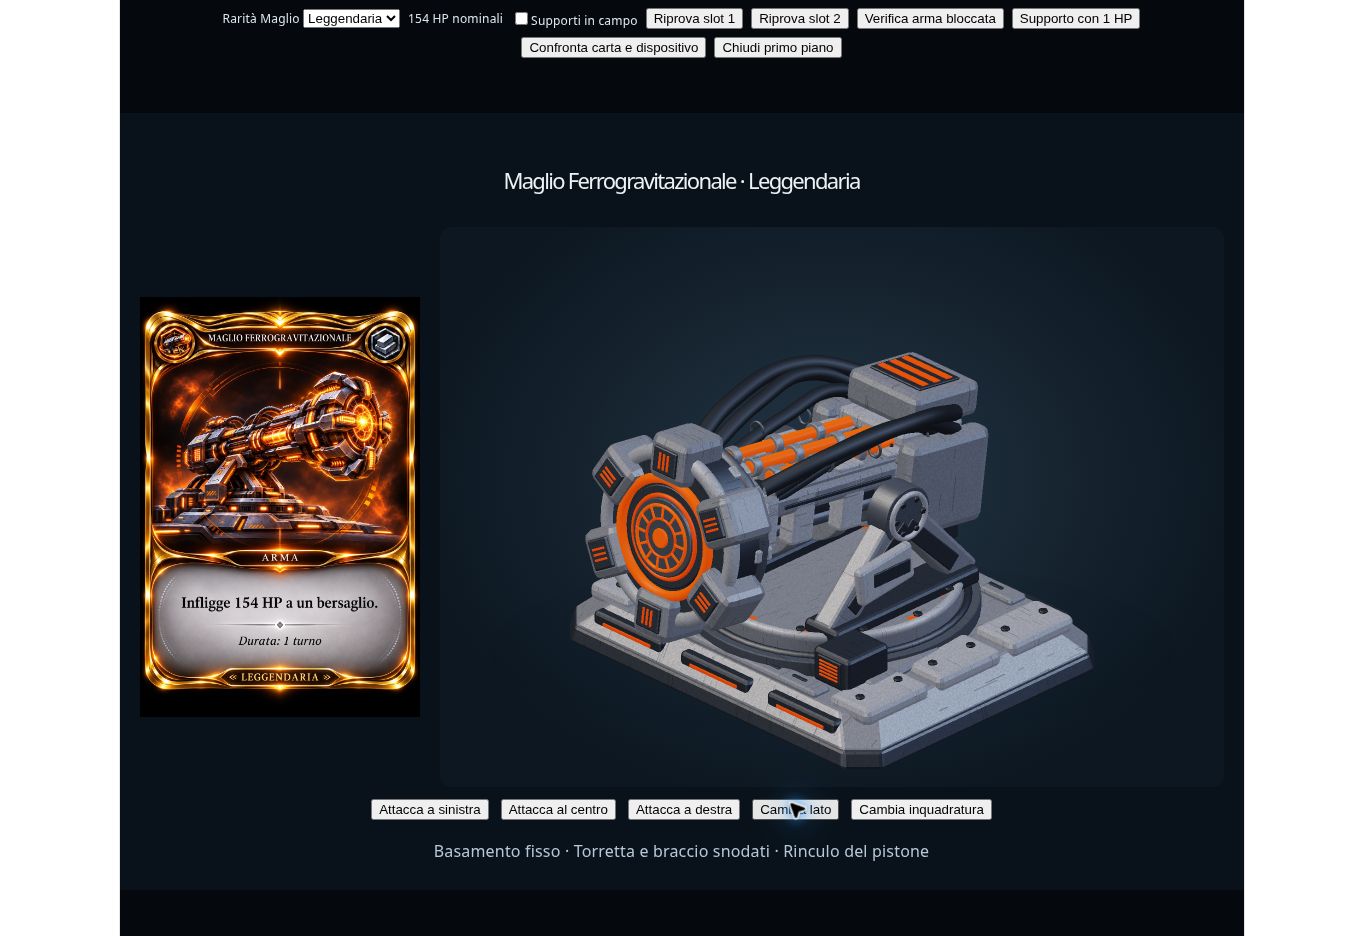 Rarità Maglio Leggendaria 154 HP nominali Supporti in campo Riprova slot 1 Riprova slot 2 Verifica arma bloccata Supporto con 1 HP
Confronta carta e dispositivo Chiudi primo piano
Maglio Ferrogravitazionale · Leggendaria
MAGLIO FERROGRAVITAZIONALE
ARMA
Infligge 154 HP a un bersaglio.
Durata: 1 turno
« LEGGENDARIA »
Attacca a sinistra Attacca al centro Attacca a destra Cambia lato Cambia inquadratura
Basamento fisso · Torretta e braccio snodati · Rinculo del pistone